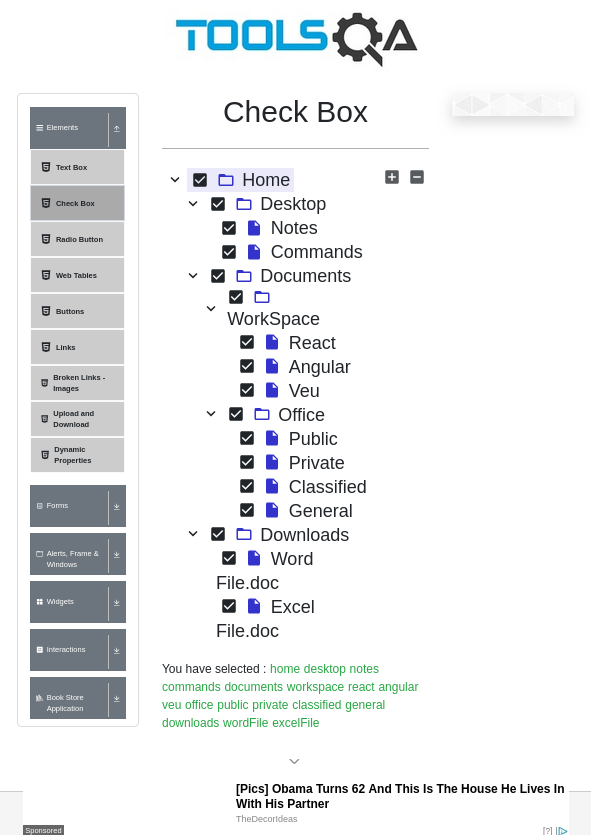 TOOLSQA
Check Box
Elements
Text Box
Check Box
Radio Button
Web Tables
Buttons
Links
Broken Links -
Images
Upload and
Download
Dynamic
Properties
Forms
Alerts, Frame &
Windows
Widgets
Interactions
Book Store
Application
Home
Desktop
Notes
Commands
Documents
WorkSpace
React
Angular
Veu
Office
Public
Private
Classified
General
Downloads
Word
File.doc
Excel
File.doc
You have selected : home desktop notes
commands documents workspace react angular
veu office public private classified general
downloads wordFile excelFile
[Pics] Obama Turns 62 And This Is The House He Lives In
With His Partner
TheDecorIdeas
Sponsored
[?]